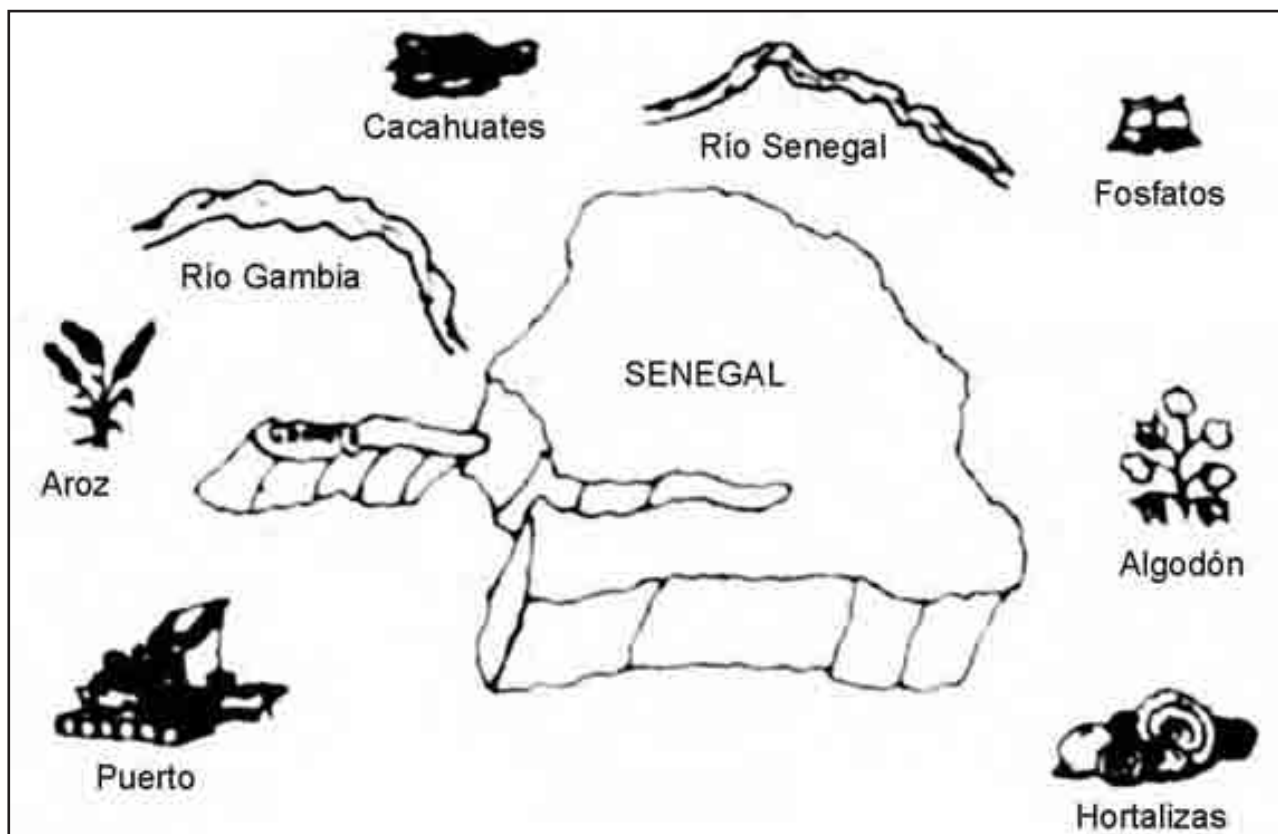 Cacahuates
Río Senegal
Fosfatos
Río Gambia
SENEGAL
Aroz
Algodón
Puerto
Hortalizas